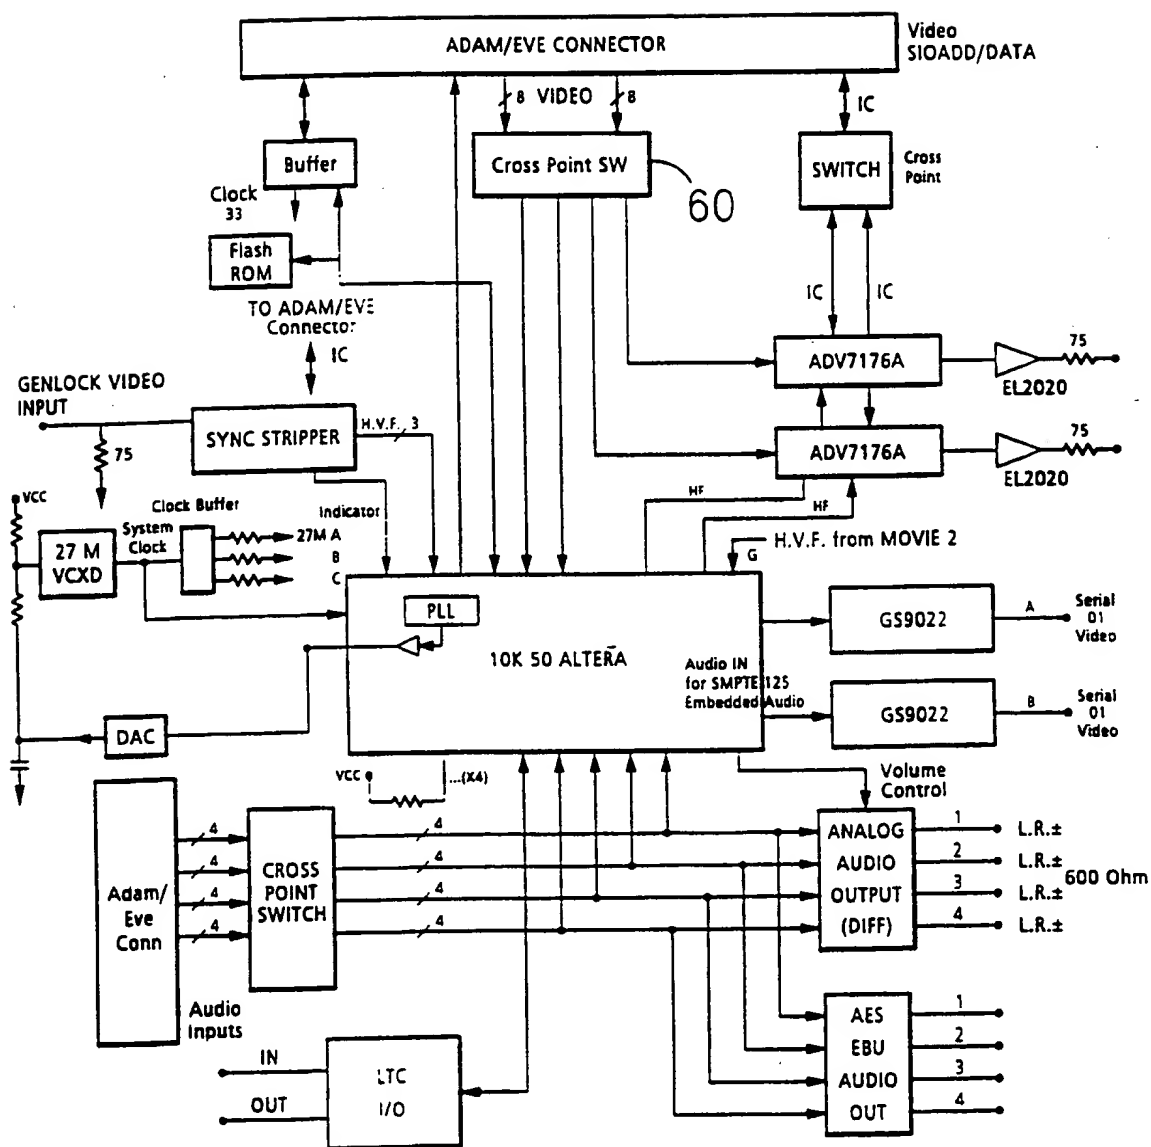 ADAM/EVE CONNECTOR
Video
SIOADD/DATA
8 VIDEO 8
IC
Buffer
Cross Point SW
SWITCH
Cross
Point
60
Clock
33
Flash
ROM
TO ADAM/EVE
Connector
IC
IC
IC
GENLOCK VIDEO
INPUT
SYNC STRIPPER
H.V.F. 3
75
ADV7176A
EL2020
75
ADV7176A
EL2020
75
HF
HF
VCC
Clock Buffer
System
Clock
27 M
VCXD
Indicator
27M A
B
C
G
H.V.F. from MOVIE 2
PLL
10K 50 ALTERA
Audio IN
for SMPTE 125
Embedded Audio
GS9022
A
Serial
01
Video
GS9022
B
Serial
01
Video
DAC
VCC
...(X4)
Volume
Control
Adam/
Eve
Conn
4
4
4
4
CROSS
POINT
SWITCH
4
4
4
4
ANALOG
AUDIO
OUTPUT
(DIFF)
1
2
3
4
L.R.±
L.R.±
L.R.±
L.R.±
600 Ohm
Audio
Inputs
IN
OUT
LTC
I/O
AES
EBU
AUDIO
OUT
1
2
3
4